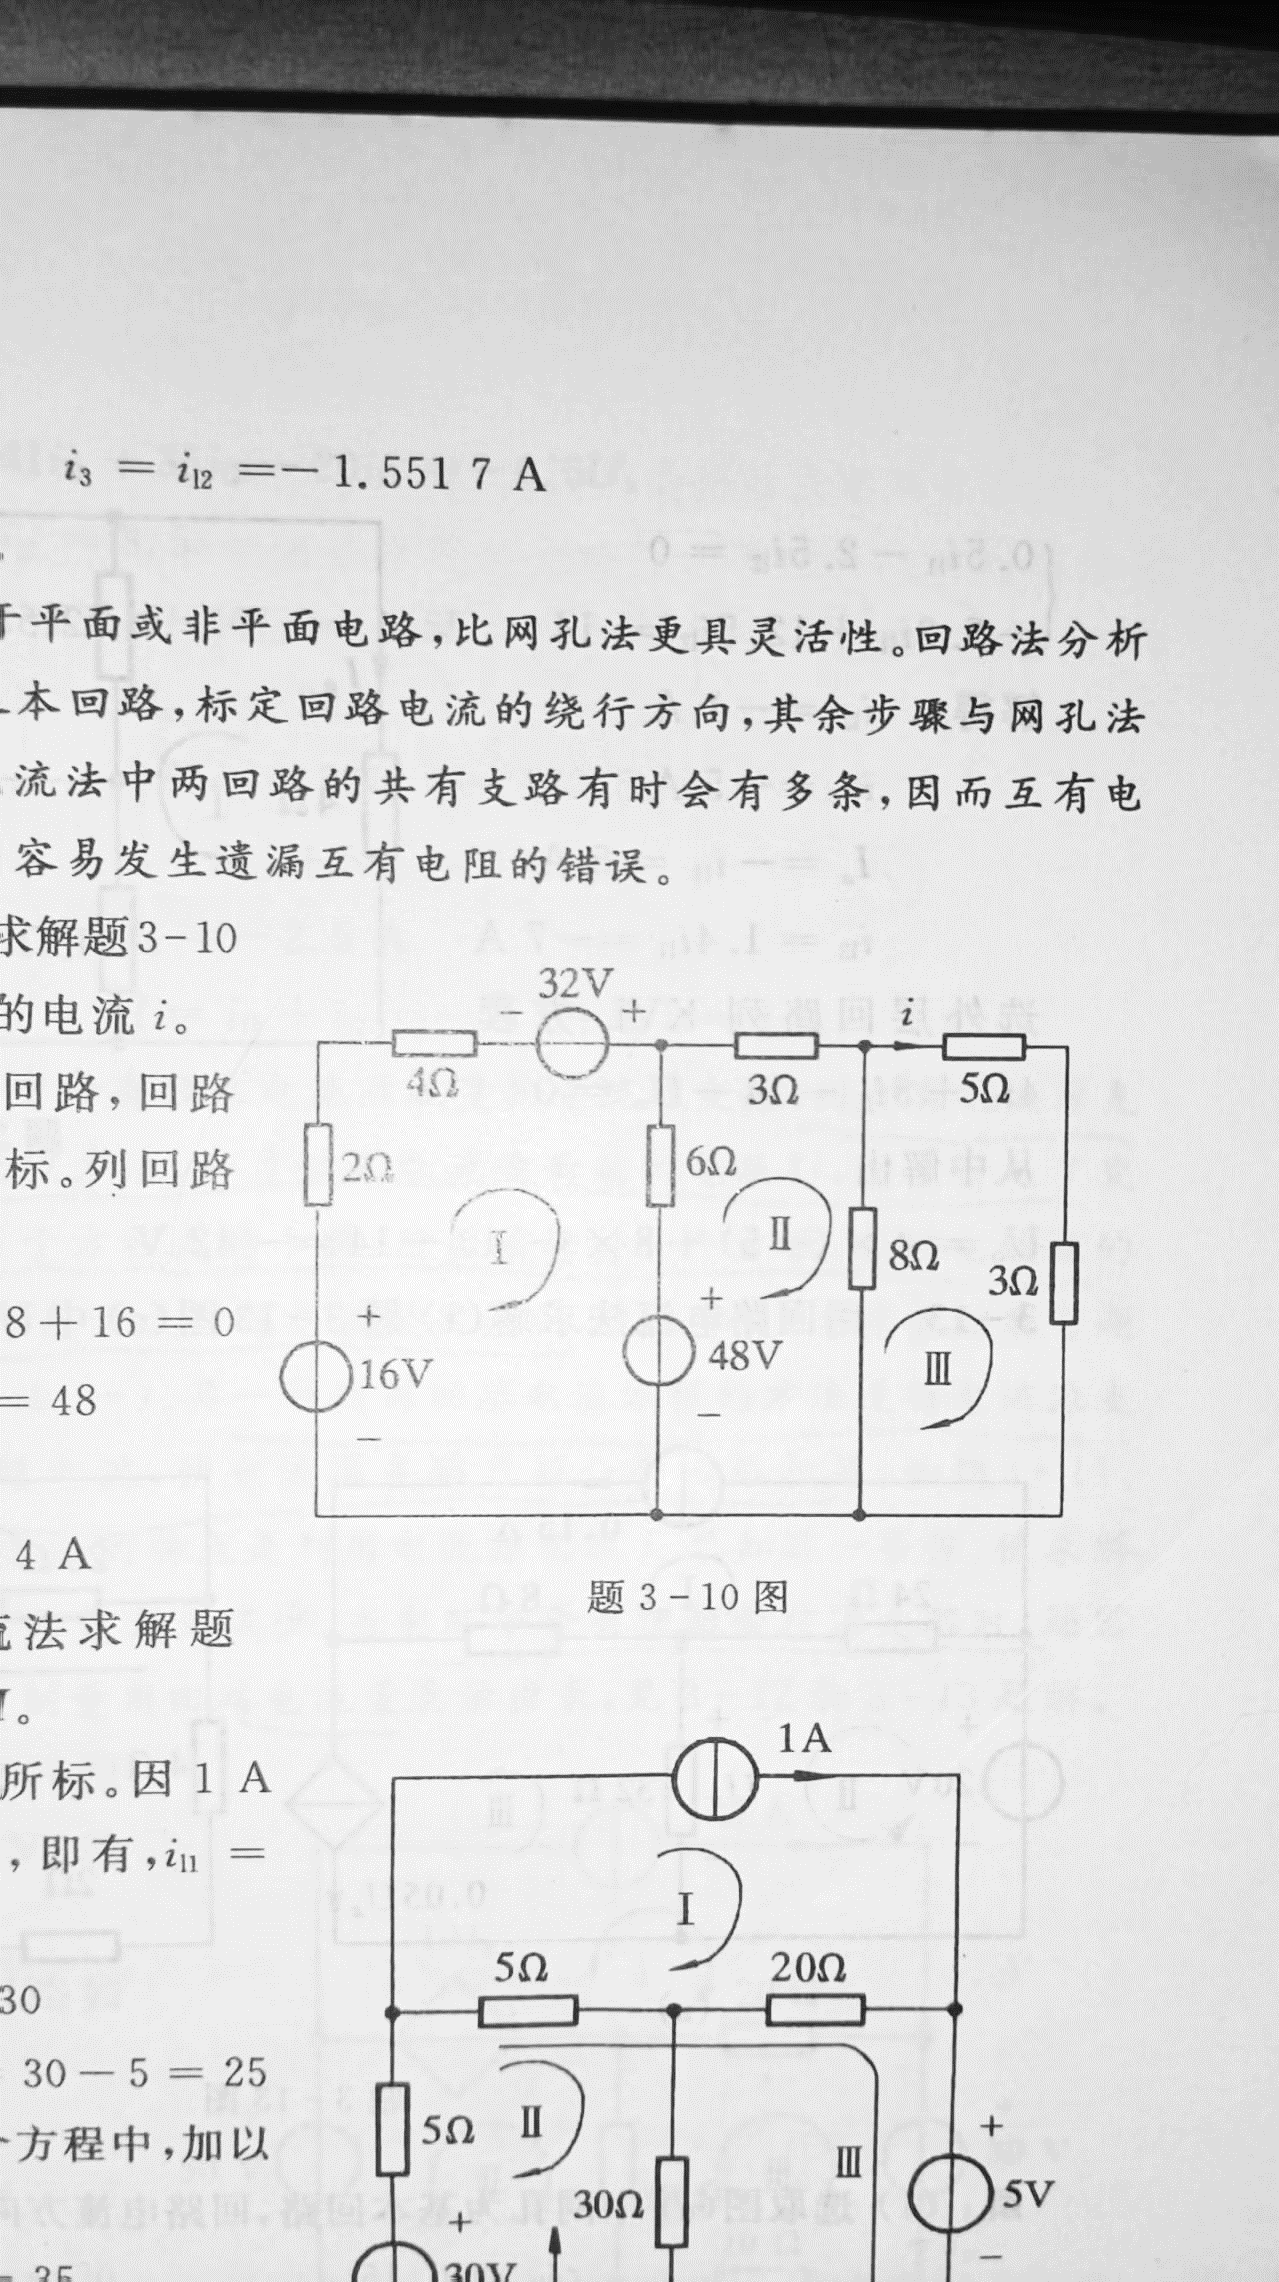 i₃ = i₁₂ =− 1.551 7 A
。
于平面或非平面电路,比网孔法更具灵活性。回路法分析
本回路,标定回路电流的绕行方向,其余步骤与网孔法
流法中两回路的共有支路有时会有多条,因而互有电
容易发生遗漏互有电阻的错误。
求解题3-10
的电流 i。
回路,回路
标。列回路
8+16 = 0
= 48
4 A
流法求解题
。
所标。因 1 A
,即有,iₗ₁ =
30
30−5 = 25
方程中,加以
= 35
32V
− +
i
4Ω
3Ω
5Ω
2Ω
6Ω
I
II
8Ω
3Ω
+
16V
−
+
48V
−
III
题 3-10 图
1A
I
5Ω
20Ω
5Ω
II
III
30Ω
+
5V
−
+
30V